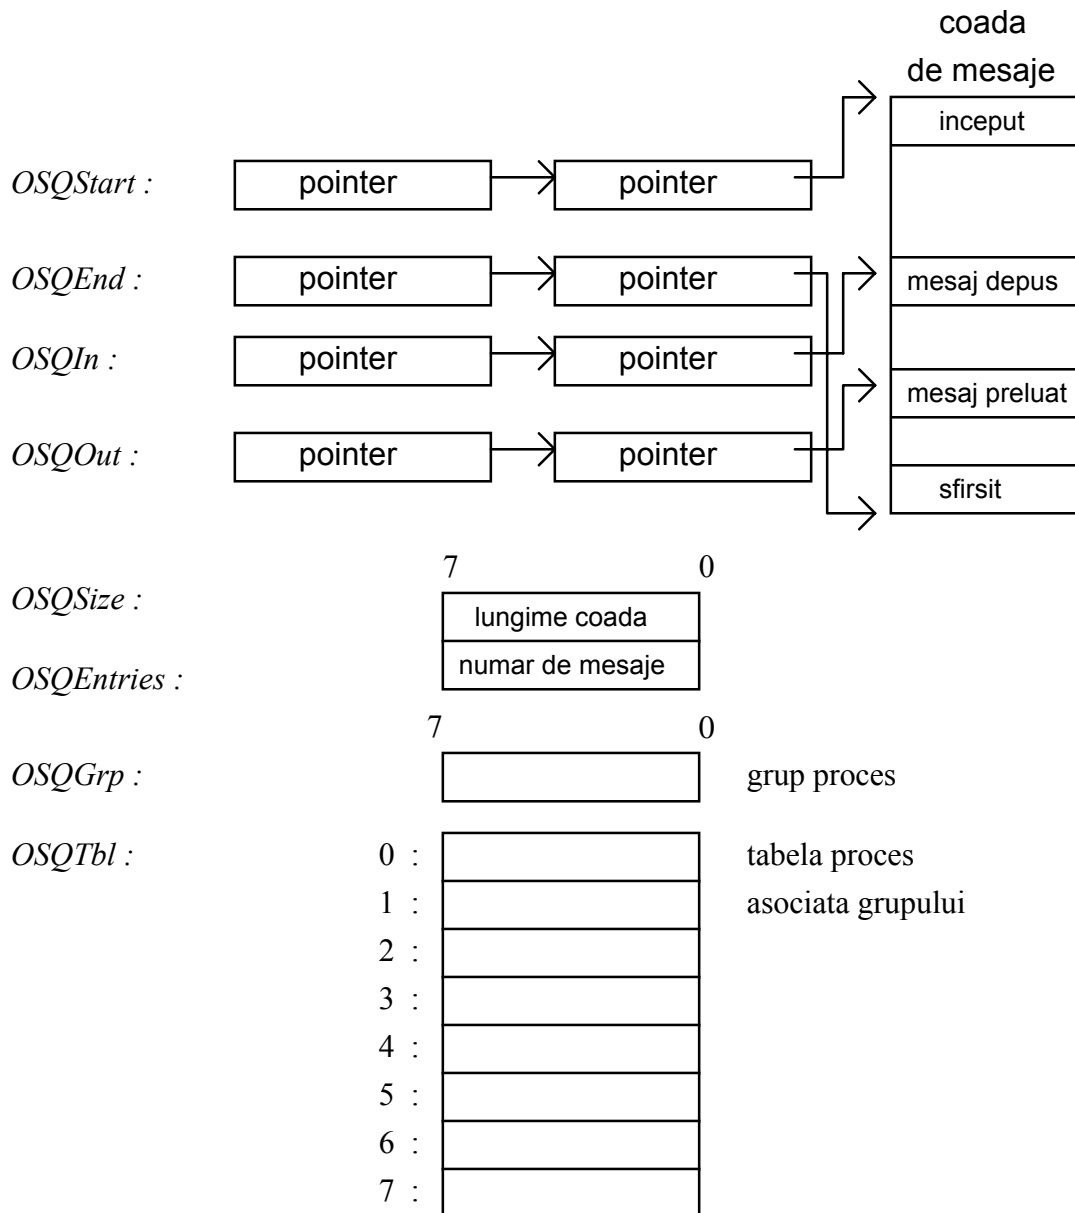 coada
de mesaje
inceput
OSQStart : pointer pointer
OSQEnd : pointer pointer mesaj depus
OSQIn : pointer pointer
mesaj preluat
OSQOut : pointer pointer
sfirsit
7 0
OSQSize : lungime coada
OSQEntries : numar de mesaje
7 0
OSQGrp : grup proces
OSQTbl : 0 : tabela proces
1 : asociata grupului
2 :
3 :
4 :
5 :
6 :
7 :